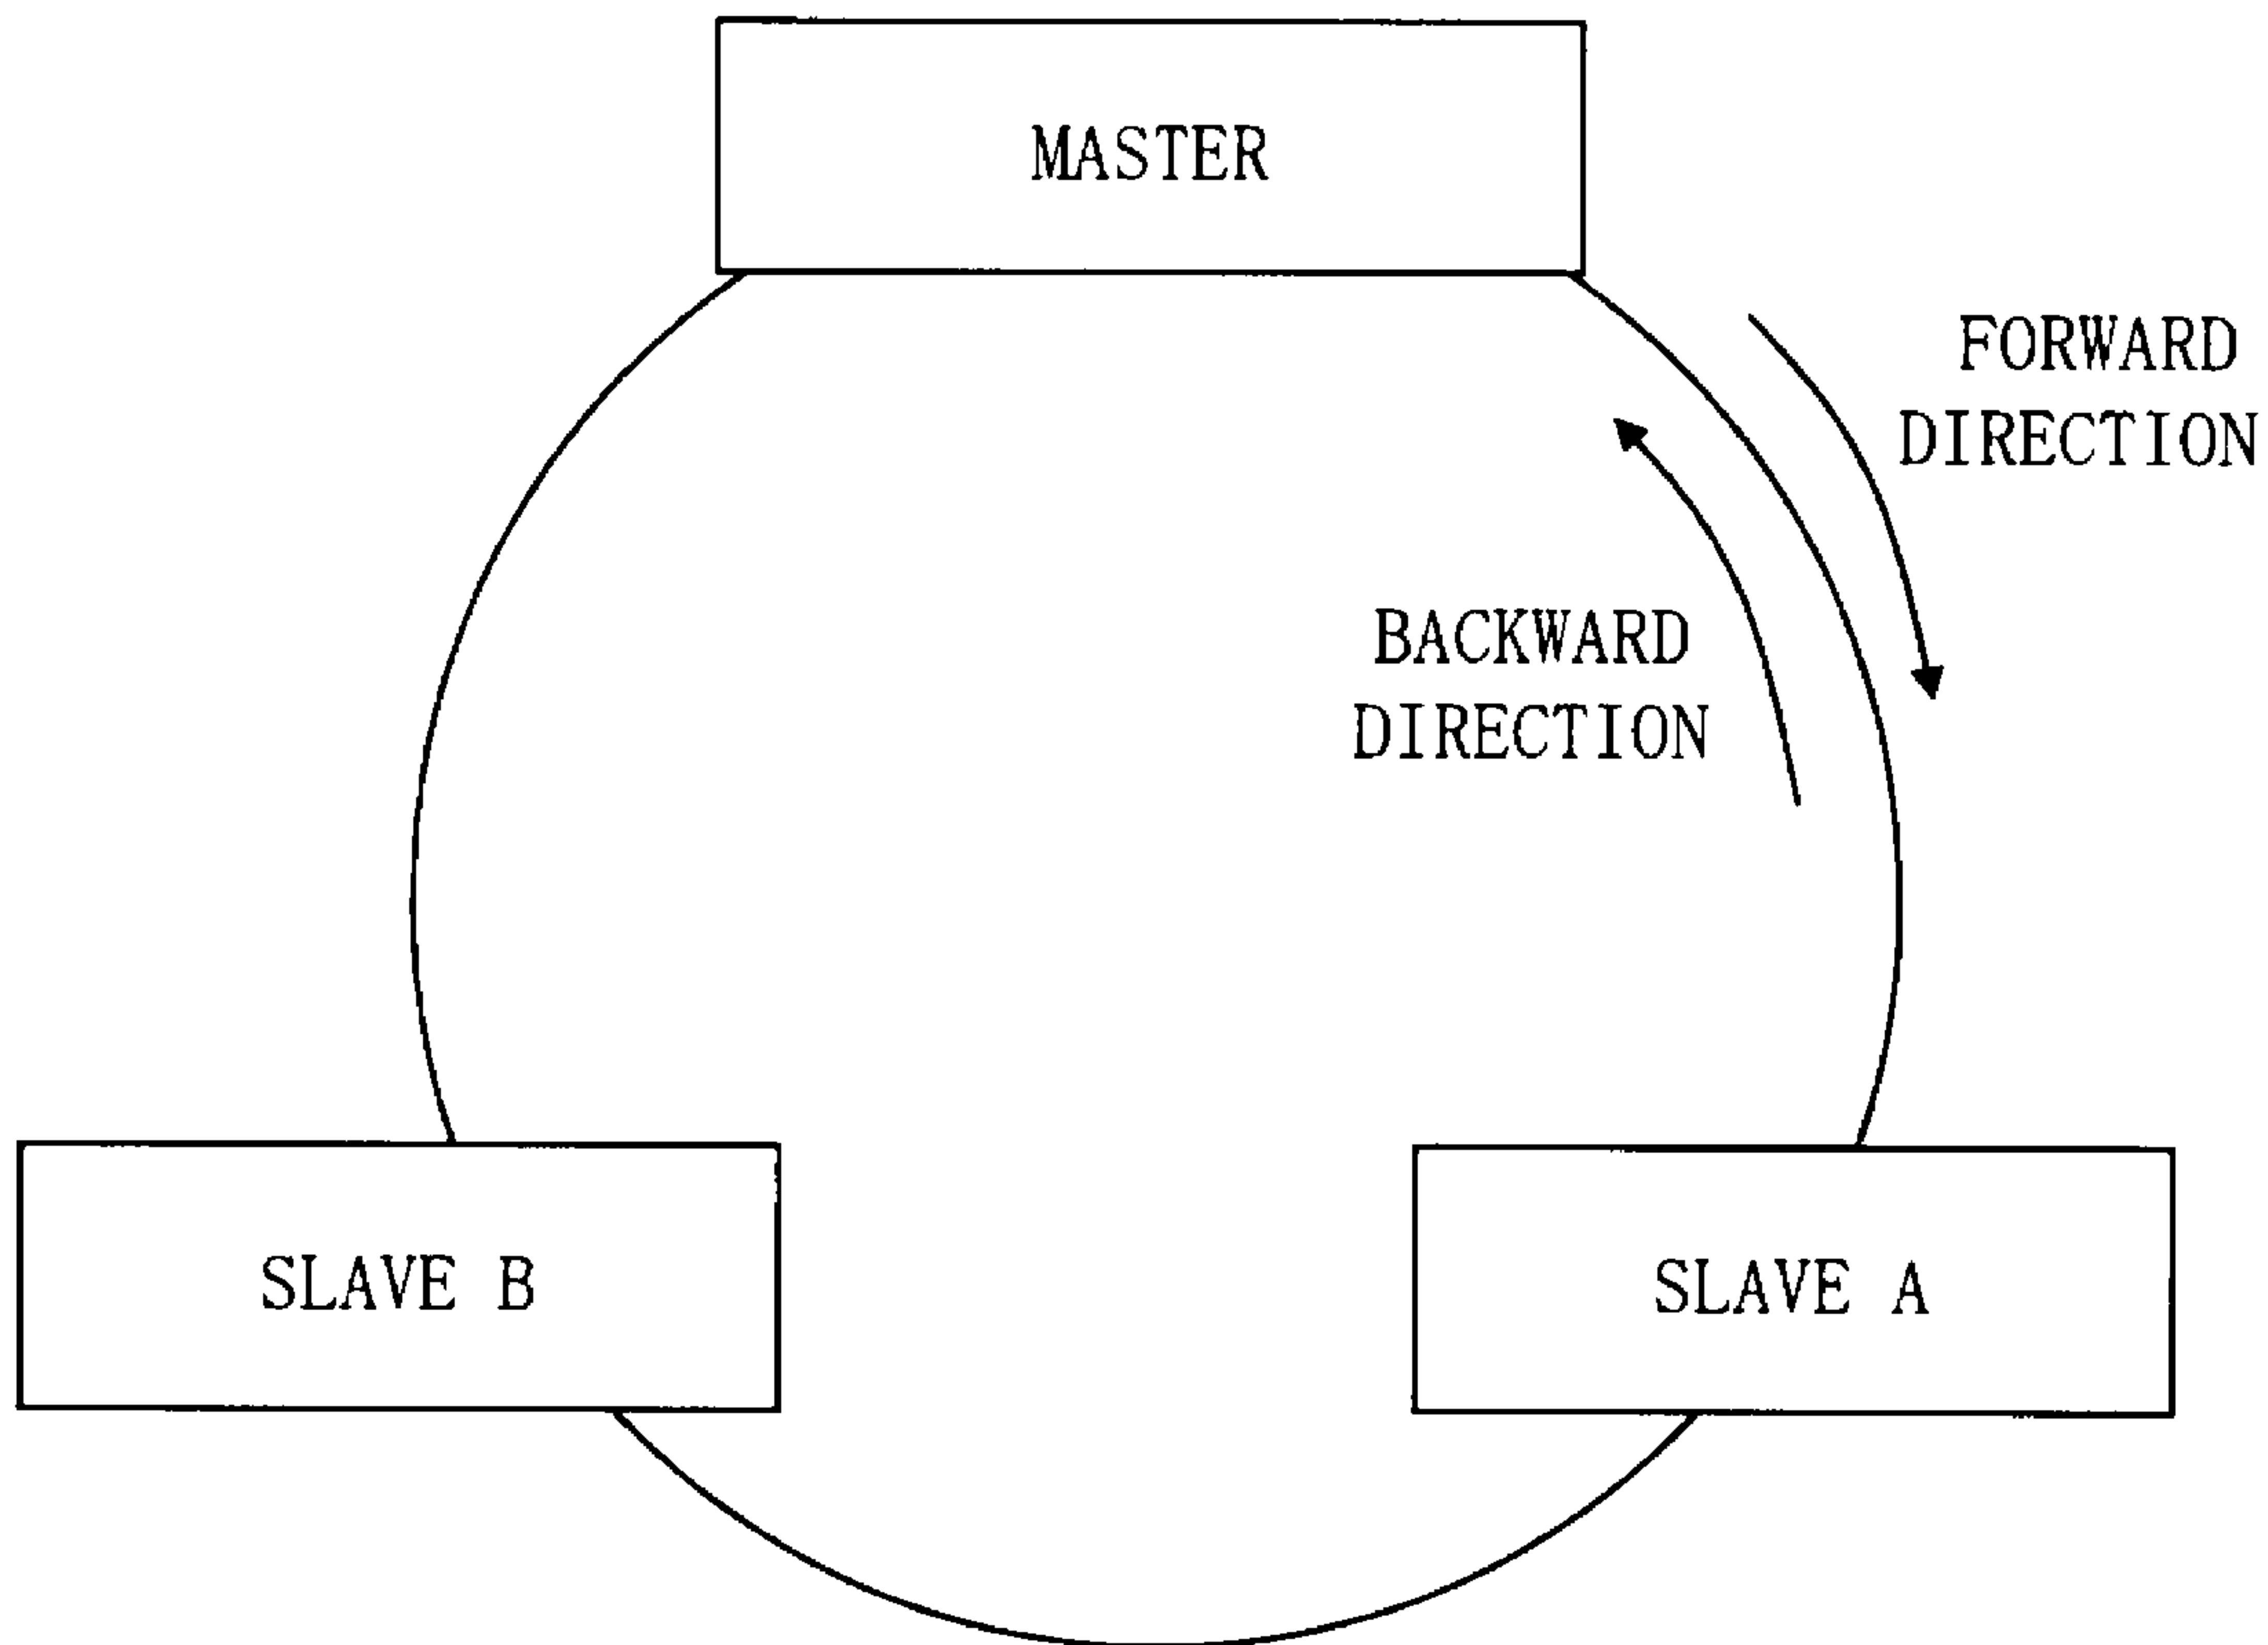 MASTER
FORWARD
DIRECTION
BACKWARD
DIRECTION
SLAVE B
SLAVE A